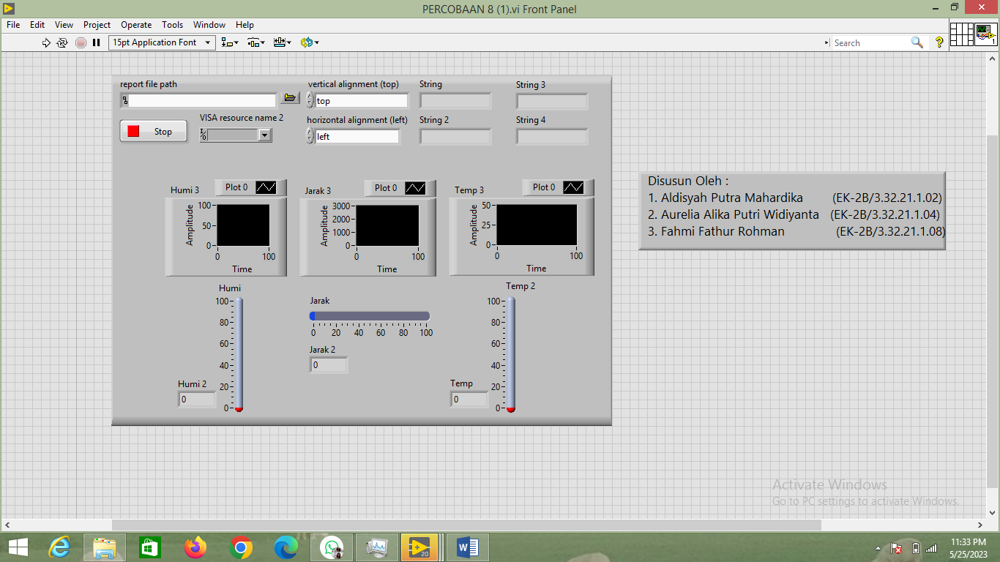 PERCOBAAN 8 (1).vi Front Panel
File Edit View Project Operate Tools Window Help
15pt Application Font
Search
1
report file path
vertical alignment (top)
String
String 3
top
Stop
VISA resource name 2
horizontal alignment (left)
String 2
String 4
I/O
left
Humi 3
Plot 0
Amplitude
100
50
0
0
100
Time
Jarak 3
Plot 0
Amplitude
3000
2000
1000
0
0
100
Time
Temp 3
Plot 0
Amplitude
50
25
0
0
100
Time
Disusun Oleh :
1. Aldisyah Putra Mahardika (EK-2B/3.32.21.1.02)
2. Aurelia Alika Putri Widiyanta (EK-2B/3.32.21.1.04)
3. Fahmi Fathur Rohman (EK-2B/3.32.21.1.08)
Humi
100
80
60
40
20
0
Humi 2
0
Jarak
0 20 40 60 80 100
Jarak 2
0
Temp 2
100
80
60
40
20
0
Temp
0
Activate Windows
Go to PC settings to activate Windows.
20
11:33 PM
5/25/2023